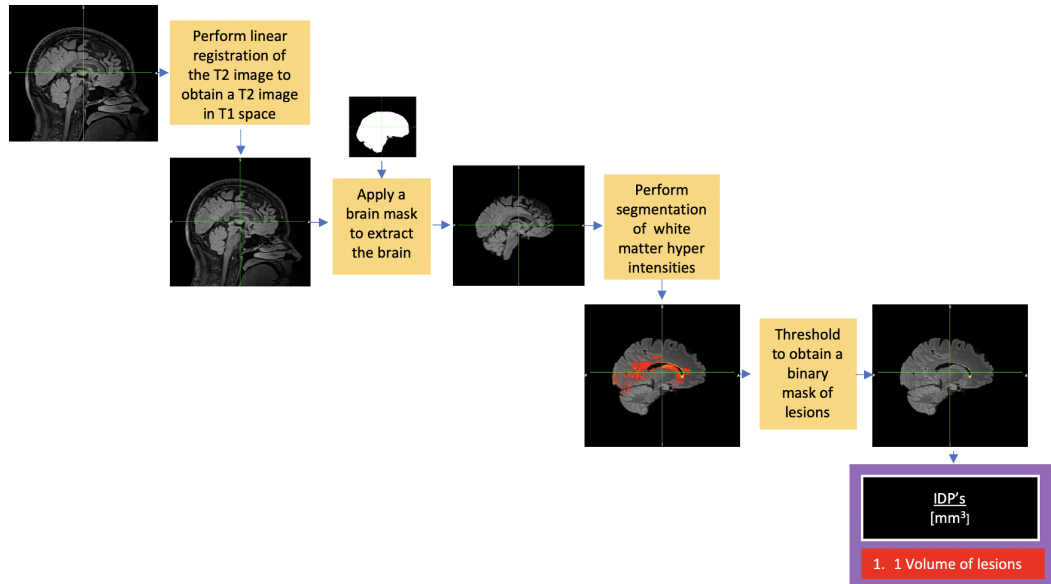 Perform linear
registration of
the T2 image to
obtain a T2 image
in T1 space
Apply a
brain mask
to extract
the brain
Perform
segmentation
of white
matter hyper
intensities
Threshold
to obtain a
binary
mask of
lesions
IDP's
[mm³]
1. 1 Volume of lesions